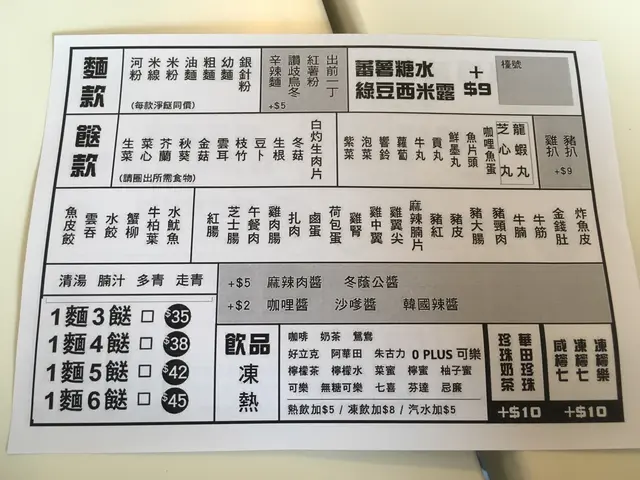 麵款
河粉 米線 米粉 油麵 粗麵 幼麵 銀針粉
(每款淨餸同價)
辛辣麵 讚岐烏冬 紅薯粉 出前一丁
+$5
蕃薯糖水
綠豆西米露
+
$9
檯號
餸款
生菜 菜心 芥蘭 秋葵 金菇 雲耳 枝竹 豆卜 生根 冬菇 白灼生肉片
(請圈出所需食物)
紫菜 泡菜 響鈴 蘿蔔 牛丸 貢丸 鮮墨丸 魚片頭 咖哩魚蛋 芝心丸 龍蝦丸
雞扒 豬扒
+$9
魚皮餃 雲吞 水餃 蟹柳 牛柏葉 水魷魚
紅腸 芝士腸 午餐肉 雞肉腸 扎肉 鹵蛋 荷包蛋 雞腎 雞中翼 雞翼尖 麻辣腩片 豬紅 豬皮 豬大腸 豬頸肉 牛腩 牛筋 金錢肚 炸魚皮
清湯 腩汁 多青 走青
+$5 麻辣肉醬 冬蔭公醬
+$2 咖哩醬 沙嗲醬 韓國辣醬
1麵3餸 □ $35
1麵4餸 □ $38
1麵5餸 □ $42
1麵6餸 □ $45
飲品
凍
熱
咖啡 奶茶 鴛鴦
好立克 阿華田 朱古力 O PLUS 可樂
檸檬茶 檸檬水 菜蜜 檸蜜 柚子蜜
可樂 無糖可樂 七喜 芬達 忌廉
熱飲加$5 / 凍飲加$8 / 汽水加$5
珍珠奶茶 華田珍珠
+$10
咸檸七 凍檸七 凍檸樂
+$10